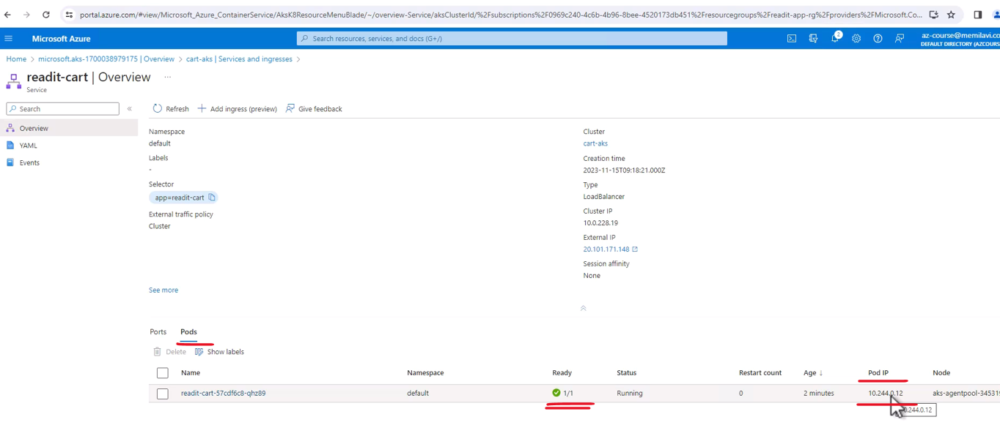 portal.azure.com/#view/Microsoft_Azure_ContainerService/AksK8ResourceMenuBlade/~/overview-Service/aksClusterId/%2Fsubscriptions%2F0969c240-4c6b-4b96-8bee-4520173db451%2Fresourcegroups%2Freadit-app-rg%2Fproviders%2FMicrosoft.Co...
Microsoft Azure
Search resources, services, and docs (G+/)
2
az-course@memilavi.co
DEFAULT DIRECTORY (AZCOURS
Home > microsoft.aks-1700038979175 | Overview > cart-aks | Services and ingresses >
readit-cart | Overview ...
Service
Search
«
Refresh
Add ingress (preview)
Give feedback
Overview
YAML
Events
Namespace
default
Labels
-
Selector
app=readit-cart
External traffic policy
Cluster
See more
Cluster
cart-aks
Creation time
2023-11-15T09:18:21.000Z
Type
LoadBalancer
Cluster IP
10.0.228.19
External IP
20.101.171.148
Session affinity
None
Ports Pods
Delete Show labels
Name Namespace Ready Status Restart count Age ↓ Pod IP Node
readit-cart-57cdf6c8-qhz89 default 1/1 Running 0 2 minutes 10.244.0.12 aks-agentpool-345319
.244.0.12